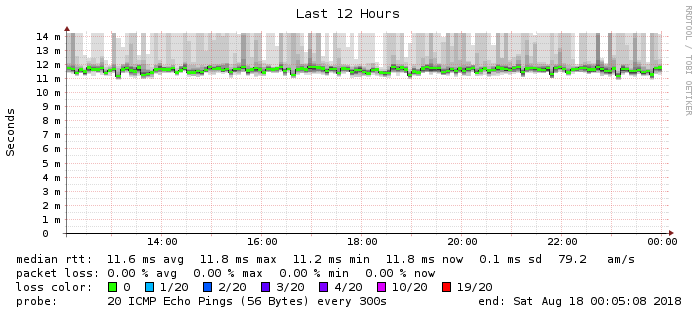 Last 12 Hours
RRDTOOL / TOBI OETIKER
Seconds
14 m
13 m
12 m
11 m
10 m
9 m
8 m
7 m
6 m
5 m
4 m
3 m
2 m
1 m
0
14:00 16:00 18:00 20:00 22:00 00:00
median rtt: 11.6 ms avg 11.8 ms max 11.2 ms min 11.8 ms now 0.1 ms sd 79.2 am/s
packet loss: 0.00 % avg 0.00 % max 0.00 % min 0.00 % now
loss color: 0 1/20 2/20 3/20 4/20 10/20 19/20
probe: 20 ICMP Echo Pings (56 Bytes) every 300s end: Sat Aug 18 00:05:08 2018